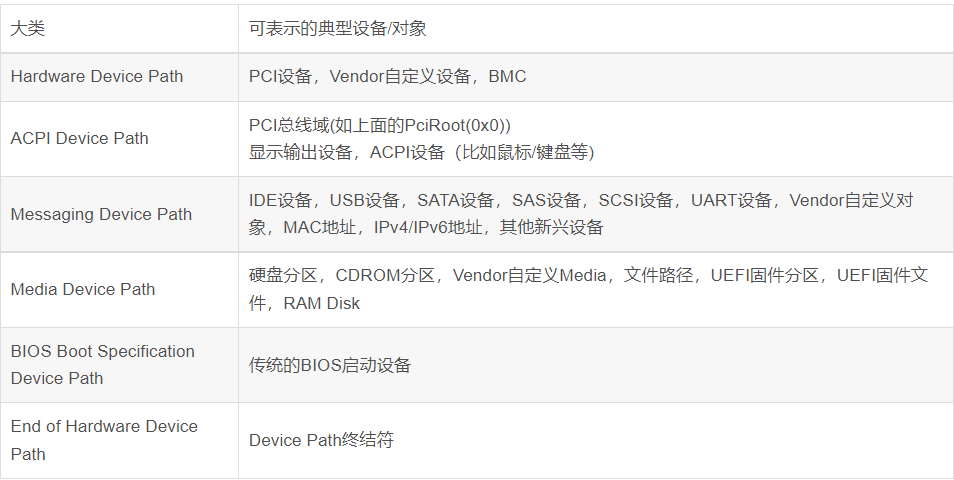 大类
可表示的典型设备/对象
Hardware Device Path
PCI设备，Vendor自定义设备，BMC
ACPI Device Path
PCI总线域(如上面的PciRoot(0x0))
显示输出设备，ACPI设备（比如鼠标/键盘等)
Messaging Device Path
IDE设备，USB设备，SATA设备，SAS设备，SCSI设备，UART设备，Vendor自定义对
象，MAC地址，IPv4/IPv6地址，其他新兴设备
Media Device Path
硬盘分区，CDROM分区，Vendor自定义Media，文件路径，UEFI固件分区，UEFI固件文
件，RAM Disk
BIOS Boot Specification
Device Path
传统的BIOS启动设备
End of Hardware Device
Path
Device Path终结符